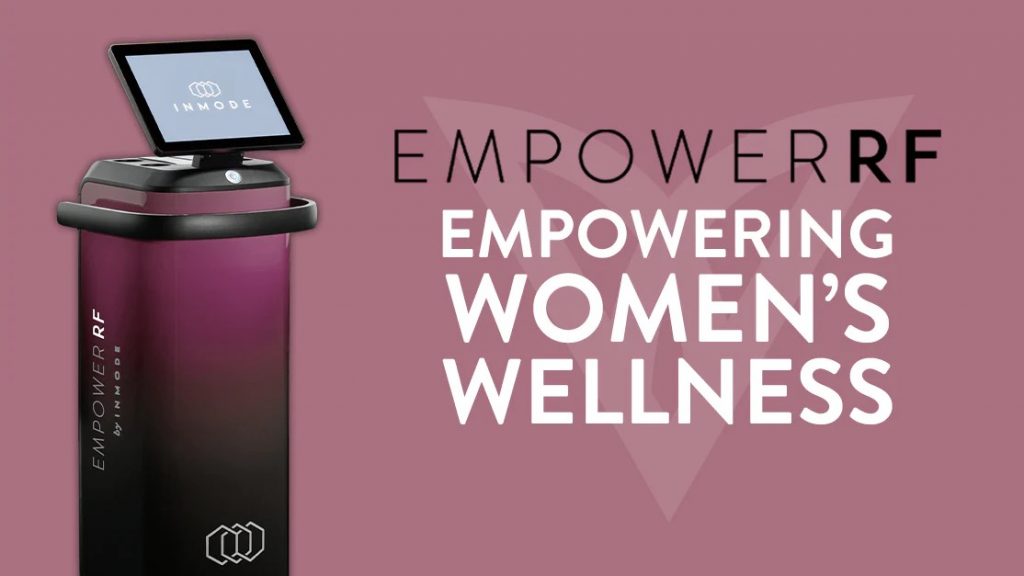 INMODE
EMPOWER RF
by INMODE
EMPOWERRF
EMPOWERING
WOMEN'S
WELLNESS